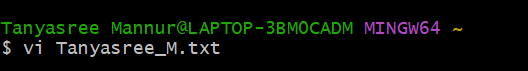 Tanyasree Mannur@LAPTOP-3BM0CADM MINGW64 ~
$ vi Tanyasree_M.txt